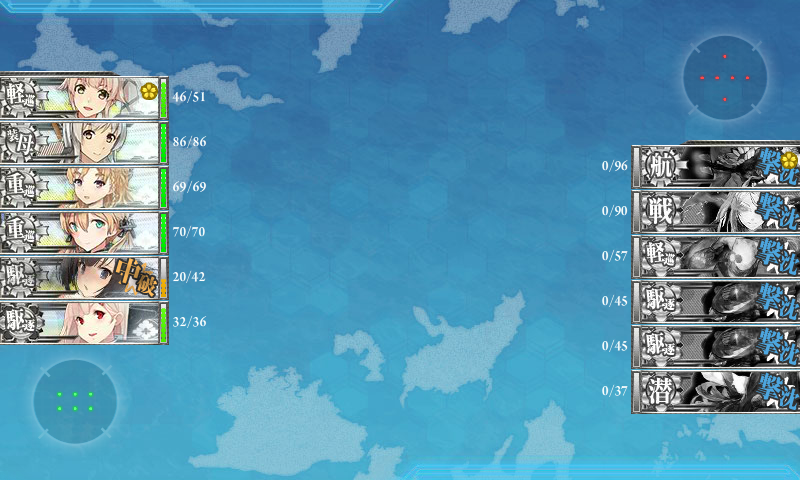 軽巡
46/51
装母
86/86
重巡
69/69
重巡
70/70
駆逐
中破
20/42
駆逐
32/36
0/96
航
撃沈
0/90
戦
撃沈
0/57
軽巡
撃沈
0/45
駆逐
撃沈
0/45
駆逐
撃沈
0/37
潜
撃沈